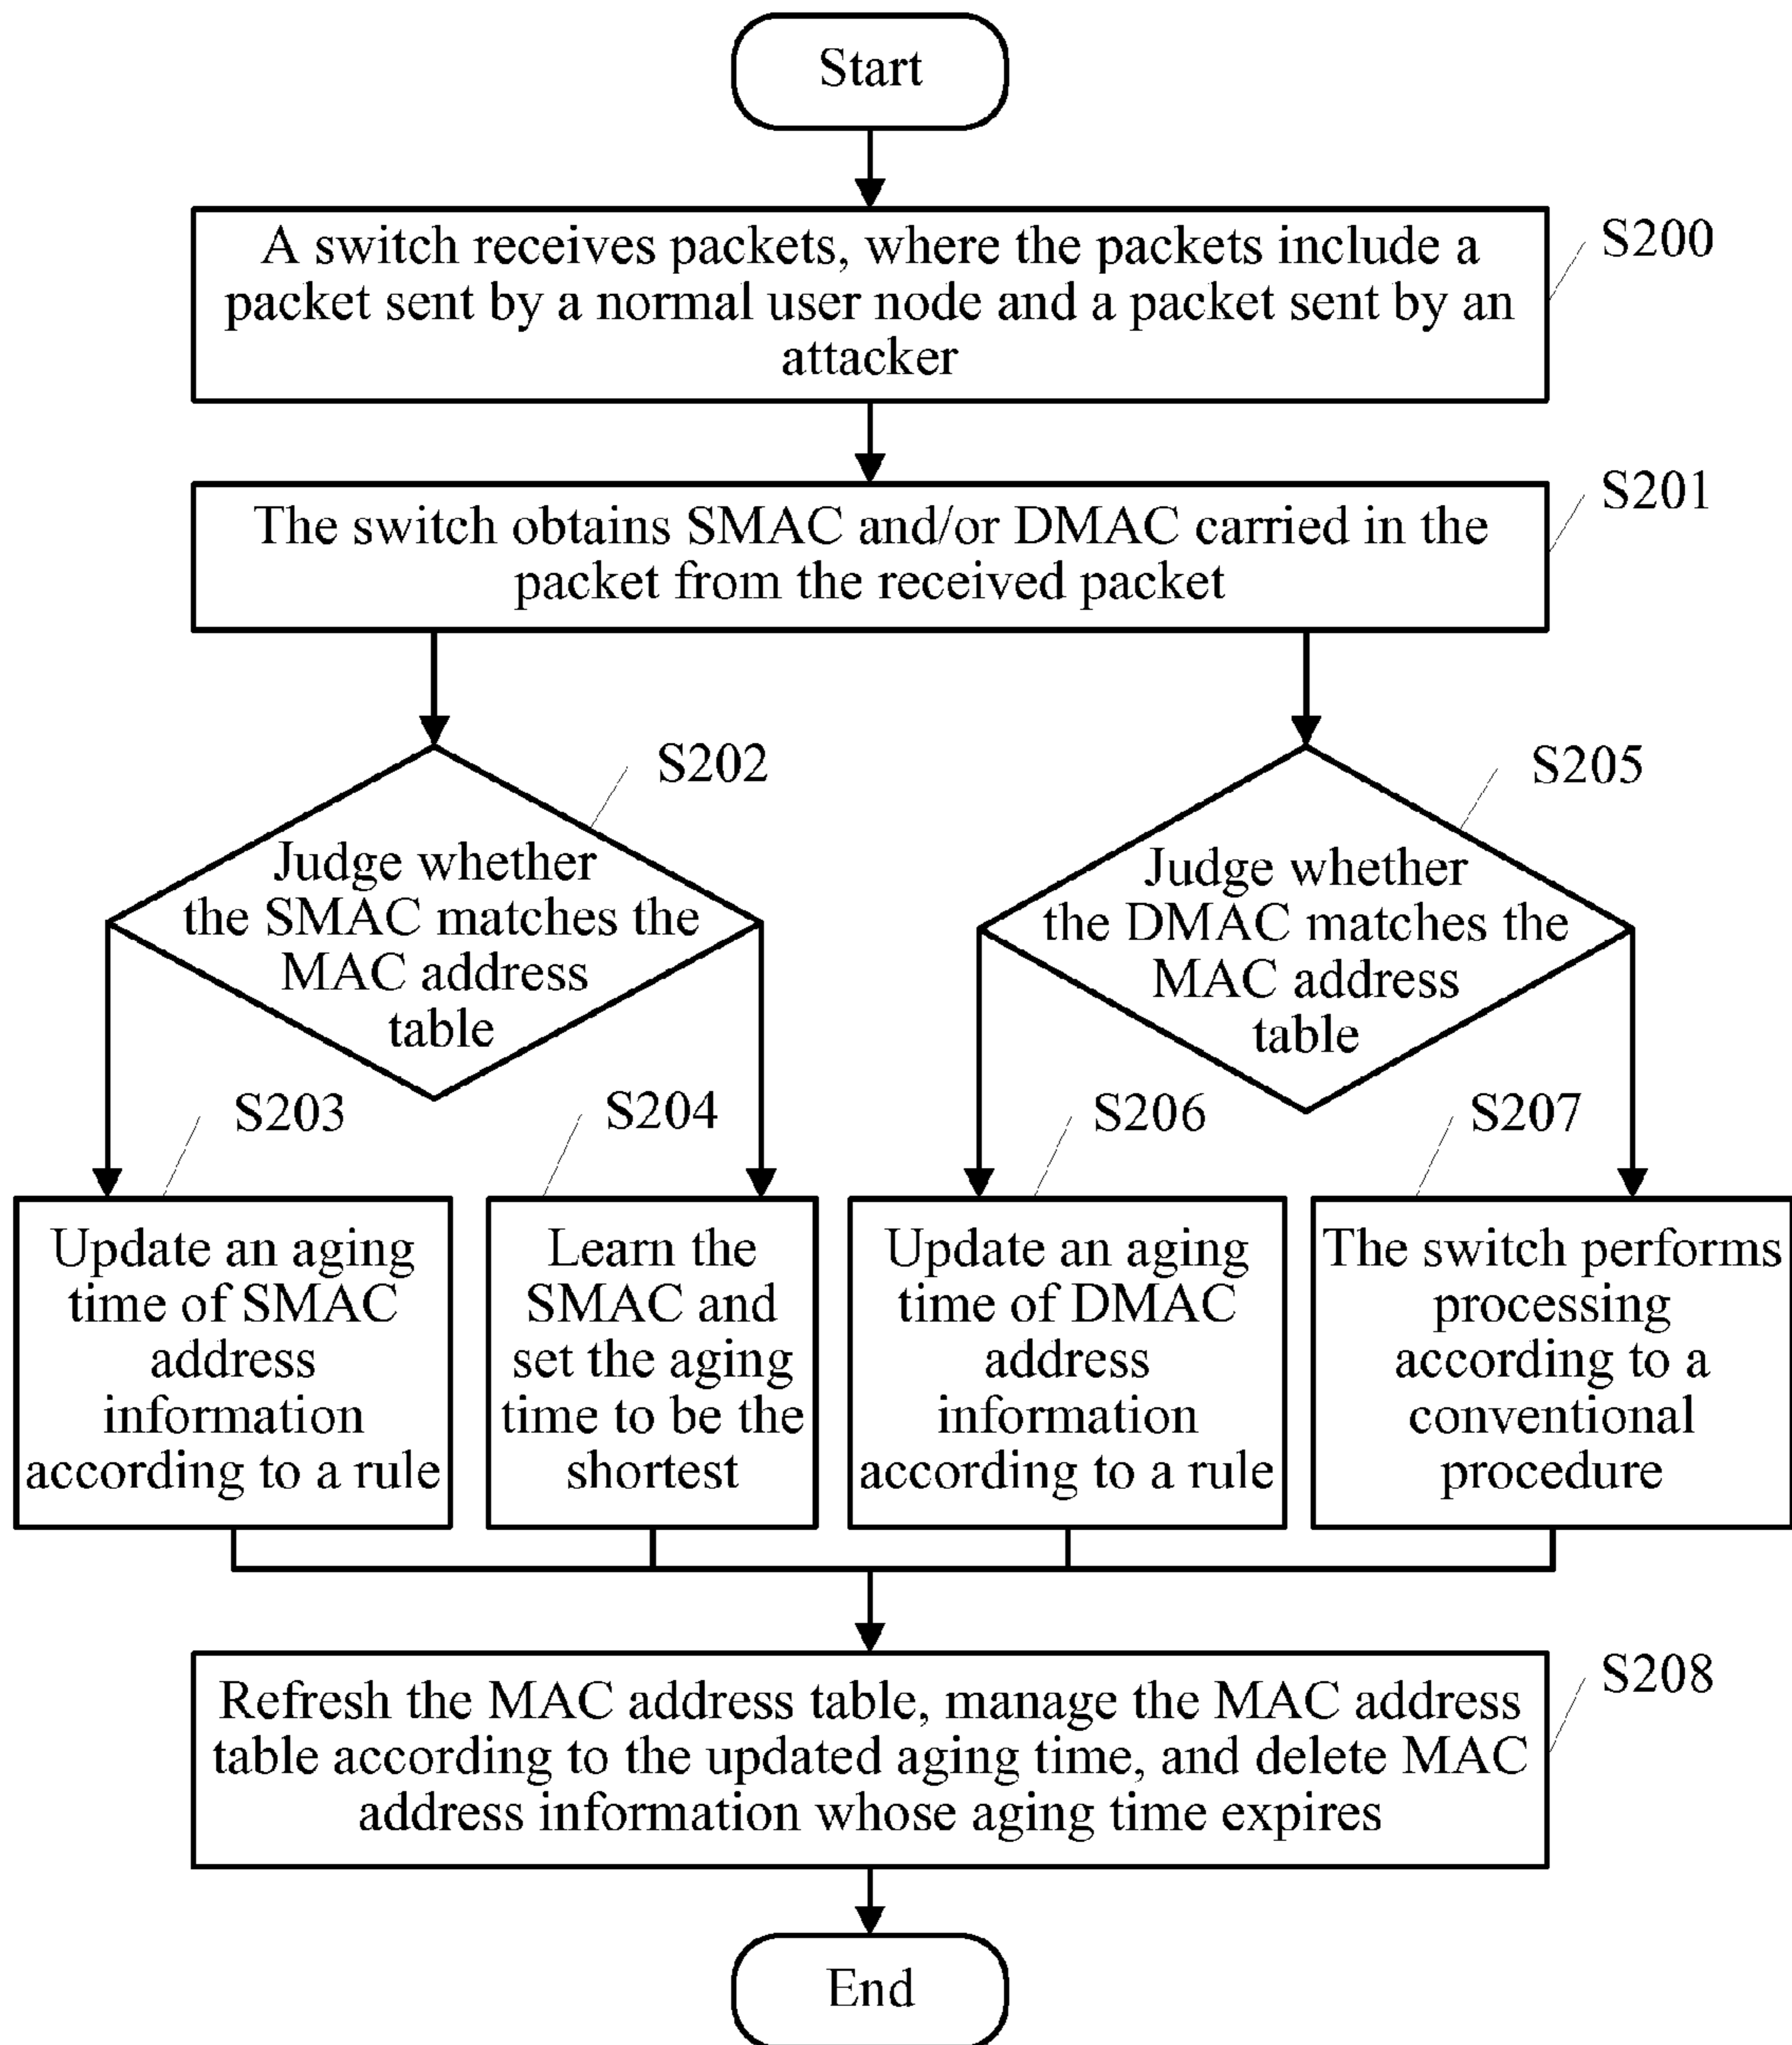 Start
A switch receives packets, where the packets include a
packet sent by a normal user node and a packet sent by an
attacker
S200
The switch obtains SMAC and/or DMAC carried in the
packet from the received packet
S201
S202
Judge whether
the SMAC matches the
MAC address
table
S205
Judge whether
the DMAC matches the
MAC address
table
S203
Update an aging
time of SMAC
address
information
according to a rule
S204
Learn the
SMAC and
set the aging
time to be the
shortest
S206
Update an aging
time of DMAC
address
information
according to a rule
S207
The switch performs
processing
according to a
conventional
procedure
Refresh the MAC address table, manage the MAC address
table according to the updated aging time, and delete MAC
address information whose aging time expires
S208
End